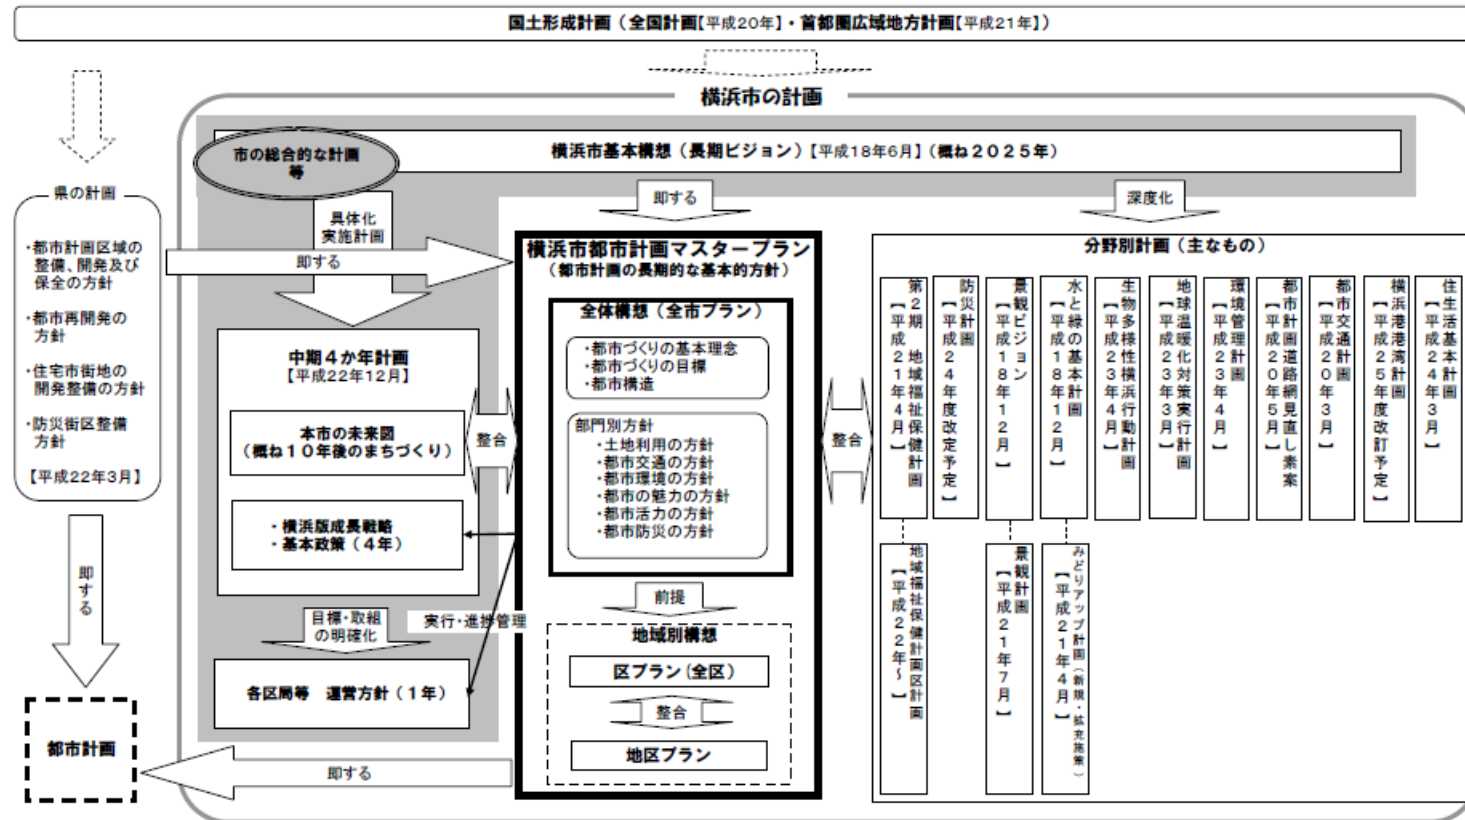 国土形成計画（全国計画【平成20年】・首都圏広域地方計画【平成21年】）
横浜市の計画
市の総合的な計画
等
横浜市基本構想（長期ビジョン）【平成18年6月】（概ね２０２５年）
県の計画
・都市計画区域の
整備、開発及び
保全の方針
・都市再開発の
方針
・住宅市街地の
開発整備の方針
・防災街区整備
方針
【平成22年3月】
即する
都市計画
具体化
実施計画
即する
即する
深度化
中期４か年計画
【平成22年12月】
本市の未来図
（概ね１０年後のまちづくり）
・横浜版成長戦略
・基本政策（４年）
目標・取組
の明確化
実行・進捗管理
各区局等　運営方針（１年）
即する
整合
横浜市都市計画マスタープラン
（都市計画の長期的な基本的方針）
全体構想（全市プラン）
・都市づくりの基本理念
・都市づくりの目標
・都市構造
部門別方針
・土地利用の方針
・都市交通の方針
・都市環境の方針
・都市の魅力の方針
・都市活力の方針
・都市防災の方針
前提
地域別構想
区プラン（全区）
整合
地区プラン
整合
分野別計画（主なもの）
第２期　地域福祉保健計画
【平成２１年４月】
防災計画
【平成２４年度改定予定】
景観ビジョン
【平成１８年１２月】
水と緑の基本計画
【平成１８年１２月】
生物多様性横浜行動計画
【平成２３年４月】
地球温暖化対策実行計画
【平成２３年３月】
環境管理計画
【平成２３年４月】
都市計画道路網見直し素案
【平成２０年５月】
都市交通計画
【平成２０年３月】
横浜港港湾計画
【平成２５年度改訂予定】
住生活基本計画
【平成２４年３月】
地域福祉保健計画区計画
【平成２２年～】
景観計画
【平成２１年７月】
みどりアップ計画（新規・拡充施策）
【平成２１年４月】